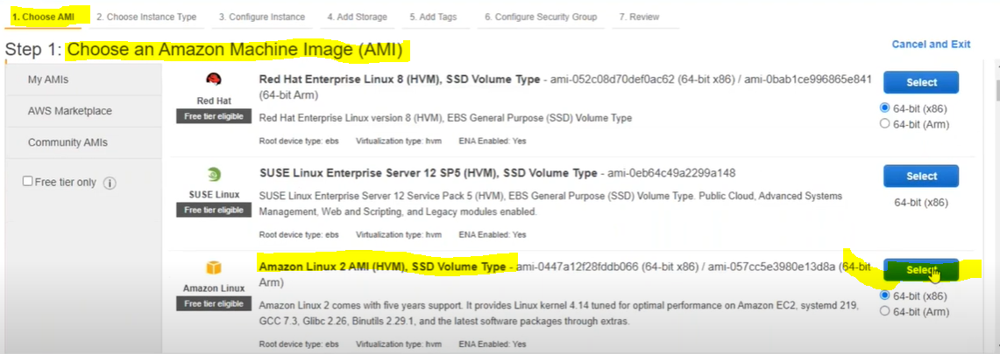 1. Choose AMI 2. Choose Instance Type 3. Configure Instance 4. Add Storage 5. Add Tags 6. Configure Security Group 7. Review
Step 1: Choose an Amazon Machine Image (AMI)
Cancel and Exit
My AMIs
AWS Marketplace
Community AMIs
Free tier only
Red Hat
Free tier eligible
Red Hat Enterprise Linux 8 (HVM), SSD Volume Type - ami-052c08d70def0ac62 (64-bit x86) / ami-0bab1ce996865e841
(64-bit Arm)
Red Hat Enterprise Linux version 8 (HVM), EBS General Purpose (SSD) Volume Type
Root device type: ebs Virtualization type: hvm ENA Enabled: Yes
Select
64-bit (x86)
64-bit (Arm)
SUSE Linux
Free tier eligible
SUSE Linux Enterprise Server 12 SP5 (HVM), SSD Volume Type - ami-0eb64c49a2299a148
SUSE Linux Enterprise Server 12 Service Pack 5 (HVM), EBS General Purpose (SSD) Volume Type. Public Cloud, Advanced Systems
Management, Web and Scripting, and Legacy modules enabled.
Root device type: ebs Virtualization type: hvm ENA Enabled: Yes
Select
64-bit (x86)
Amazon Linux
Free tier eligible
Amazon Linux 2 AMI (HVM), SSD Volume Type - ami-0447a12f28fddb066 (64-bit x86) / ami-057cc5e3980e13d8a (64-bit
Arm)
Amazon Linux 2 comes with five years support. It provides Linux kernel 4.14 tuned for optimal performance on Amazon EC2, systemd 219,
GCC 7.3, Glibc 2.26, Binutils 2.29.1, and the latest software packages through extras.
Root device type: ebs Virtualization type: hvm ENA Enabled: Yes
Select
64-bit (x86)
64-bit (Arm)